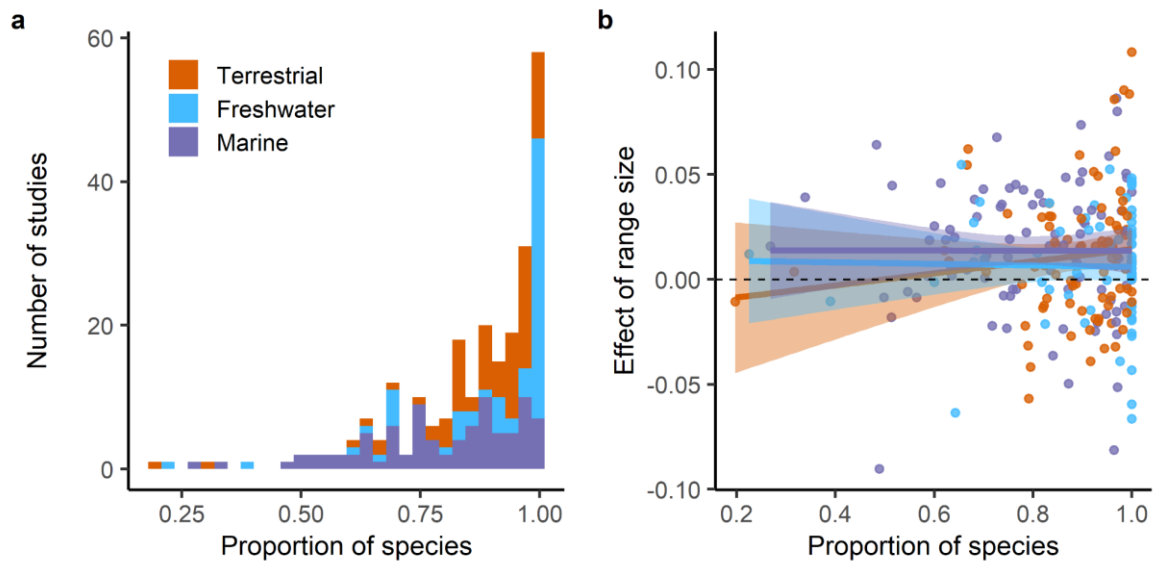 a
60
40
20
0
Number of studies
Terrestrial
Freshwater
Marine
0.25 0.50 0.75 1.00
Proportion of species
b
0.10
0.05
0.00
-0.05
-0.10
Effect of range size
0.2 0.4 0.6 0.8 1.0
Proportion of species